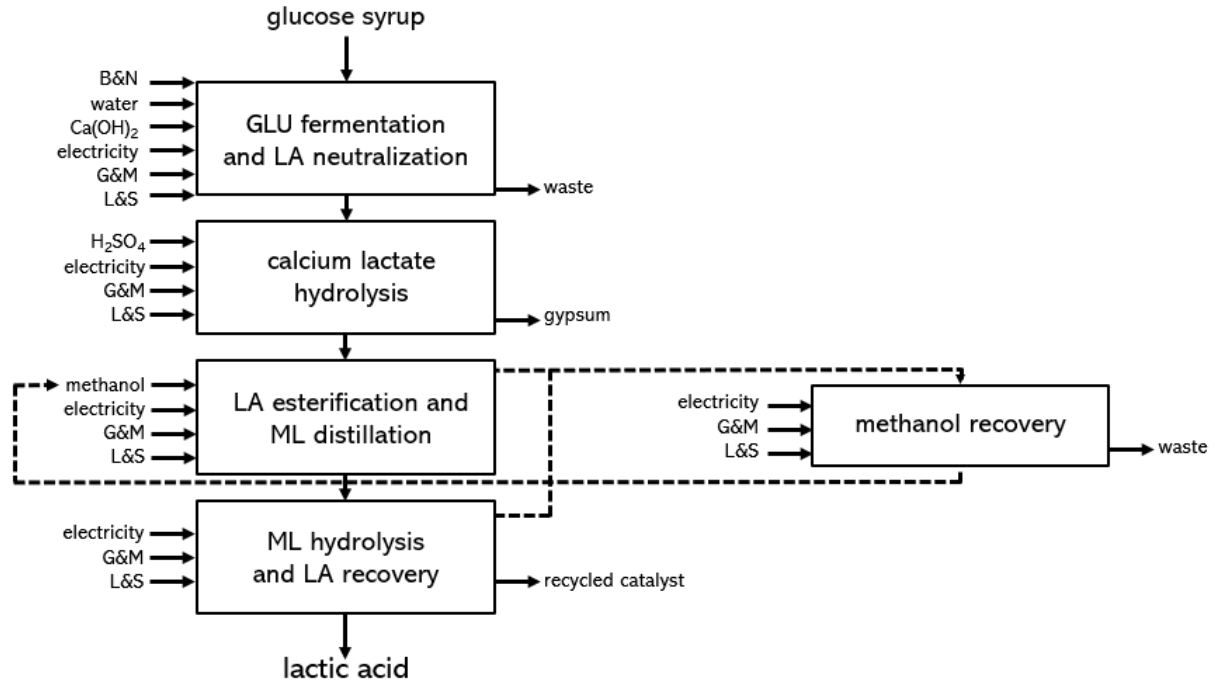 glucose syrup
B&N
water
Ca(OH)₂
electricity
G&M
L&S
GLU fermentation
and LA neutralization
waste
H₂SO₄
electricity
G&M
L&S
calcium lactate
hydrolysis
gypsum
methanol
electricity
G&M
L&S
LA esterification and
ML distillation
electricity
G&M
L&S
methanol recovery
waste
electricity
G&M
L&S
ML hydrolysis
and LA recovery
recycled catalyst
lactic acid